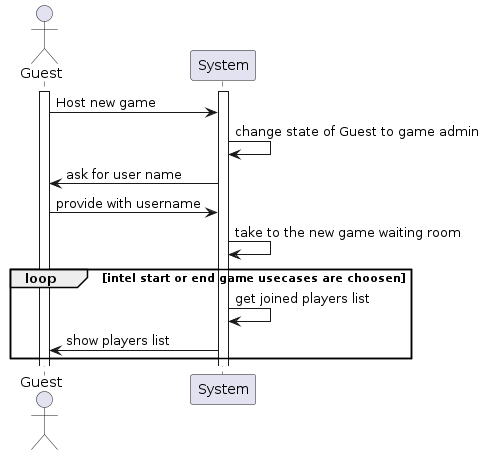 Guest
System
Host new game
change state of Guest to game admin
ask for user name
provide with username
take to the new game waiting room
loop [intel start or end game usecases are choosen]
get joined players list
show players list
Guest
System